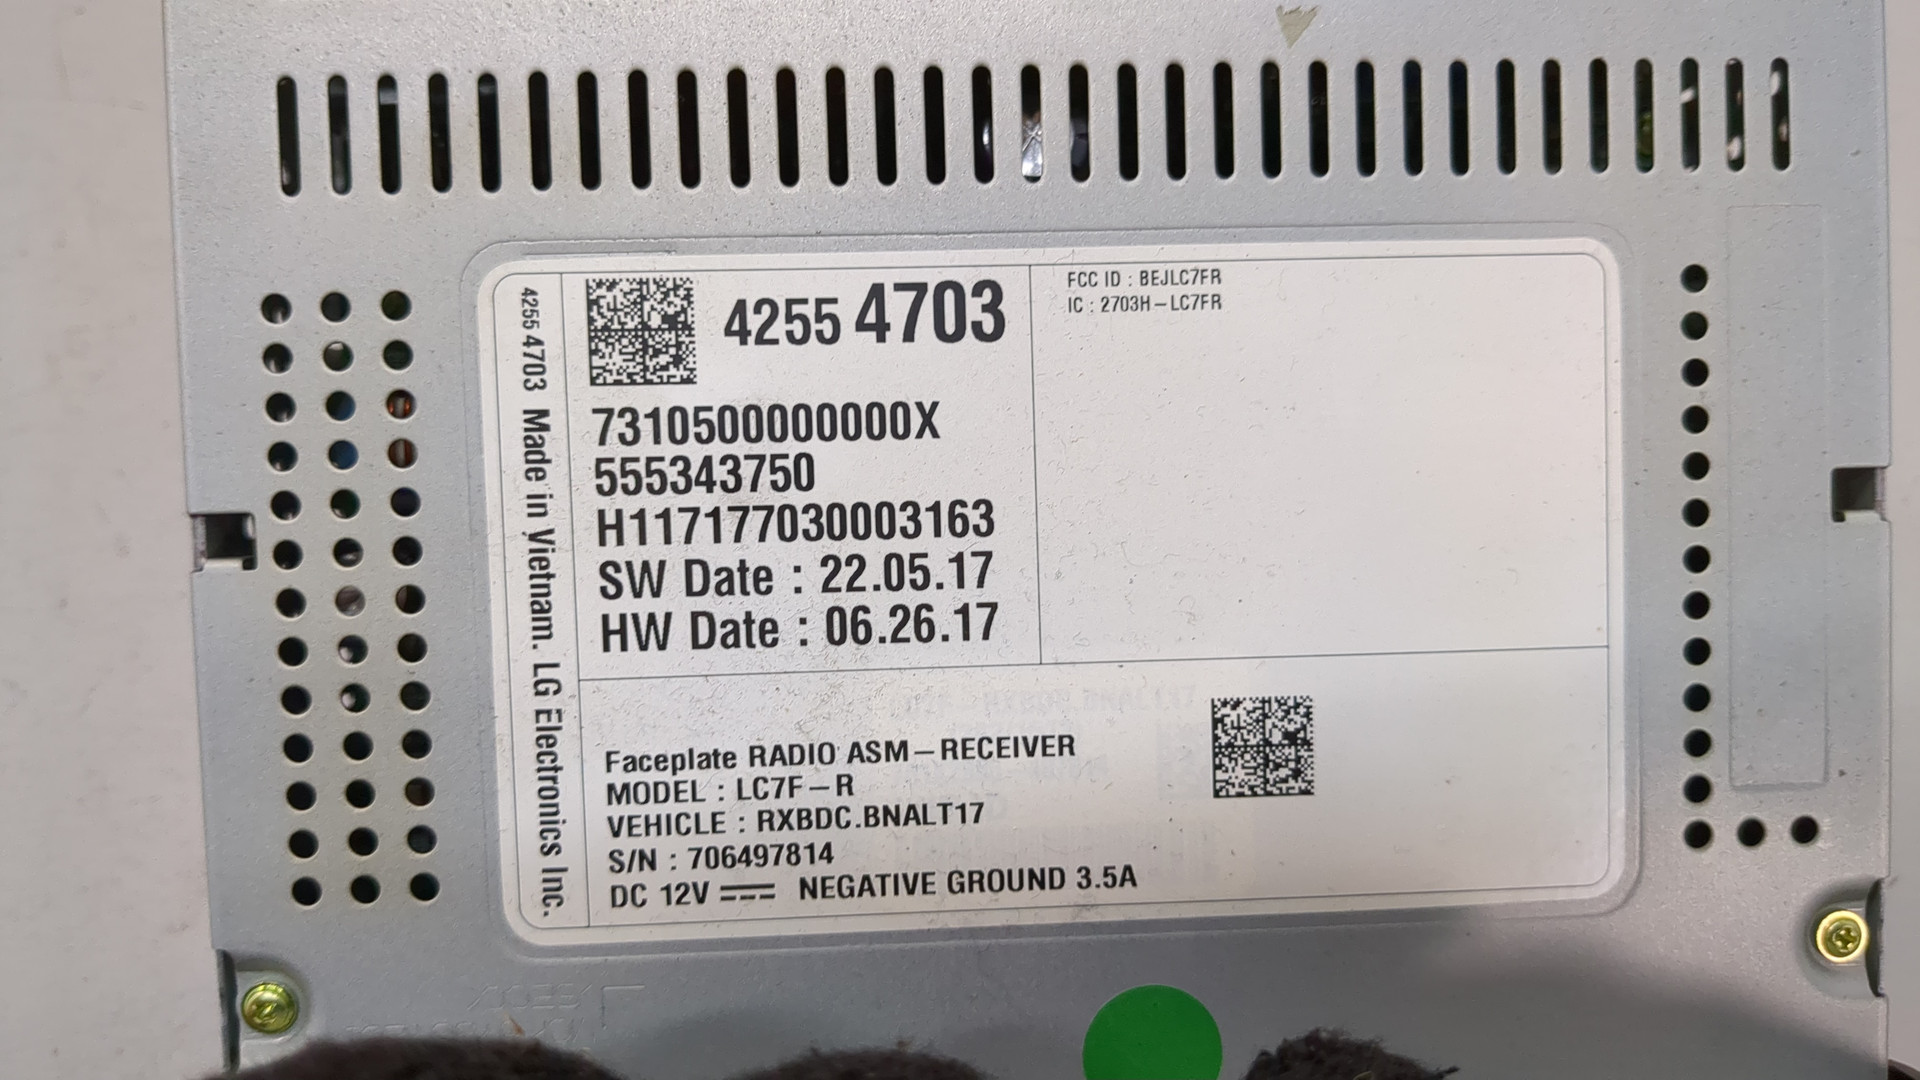 4255 4703 Made in Vietnam. LG Electronics Inc.
4255 4703
7310500000000X
555343750
H117177030003163
SW Date : 22.05.17
HW Date : 06.26.17
FCC ID : BEJLC7FR
IC : 2703H-LC7FR
Faceplate RADIO ASM-RECEIVER
MODEL : LC7F-R
VEHICLE : RXBDC.BNALT17
S/N : 706497814
DC 12V ⎓ NEGATIVE GROUND 3.5A